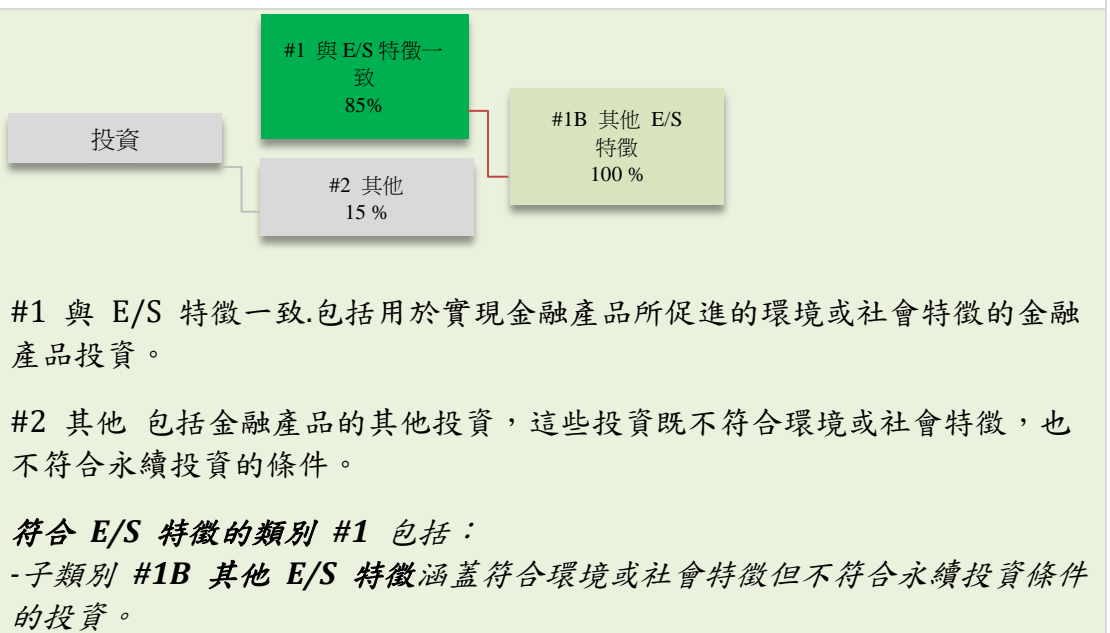 #1 與 E/S 特徵一
致
85%
投資
#1B 其他 E/S
特徵
100 %
#2 其他
15 %
#1 與 E/S 特徵一致.包括用於實現金融產品所促進的環境或社會特徵的金融
產品投資。
#2 其他 包括金融產品的其他投資，這些投資既不符合環境或社會特徵，也
不符合永續投資的條件。
符合 E/S 特徵的類別 #1 包括：
-子類別 #1B 其他 E/S 特徵涵蓋符合環境或社會特徵但不符合永續投資條件
的投資。